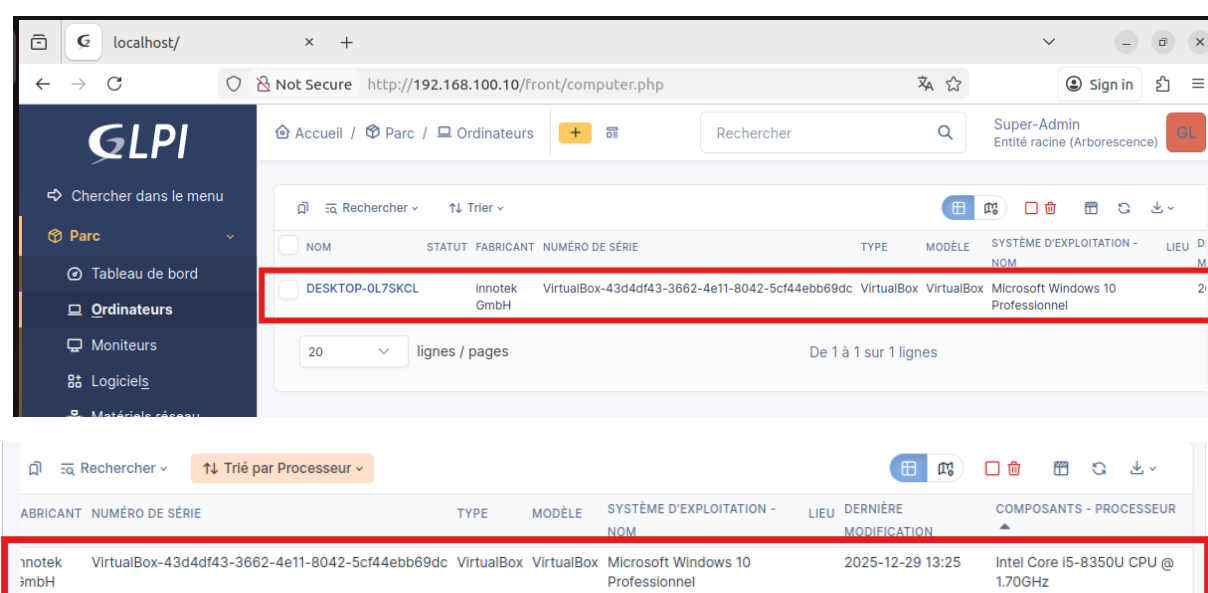 localhost/
Not Secure http://192.168.100.10/front/computer.php Sign in
GLPI
Accueil / Parc / Ordinateurs
Rechercher
Super-Admin
Entité racine (Arborescence)
GL
Chercher dans le menu
Parc
Tableau de bord
Ordinateurs
Moniteurs
Logiciels
Matériels réseau
Rechercher Trier
NOM STATUT FABRICANT NUMÉRO DE SÉRIE TYPE MODÈLE SYSTÈME D'EXPLOITATION - NOM LIEU
DESKTOP-0L7SKCL innotek GmbH VirtualBox-43d4df43-3662-4e11-8042-5cf44ebb69dc VirtualBox VirtualBox Microsoft Windows 10 Professionnel
20 lignes / pages De 1 à 1 sur 1 lignes
Rechercher Trié par Processeur
ABRICANT NUMÉRO DE SÉRIE TYPE MODÈLE SYSTÈME D'EXPLOITATION - NOM LIEU DERNIÈRE MODIFICATION COMPOSANTS - PROCESSEUR
nnotek GmbH VirtualBox-43d4df43-3662-4e11-8042-5cf44ebb69dc VirtualBox VirtualBox Microsoft Windows 10 Professionnel 2025-12-29 13:25 Intel Core i5-8350U CPU @ 1.70GHz